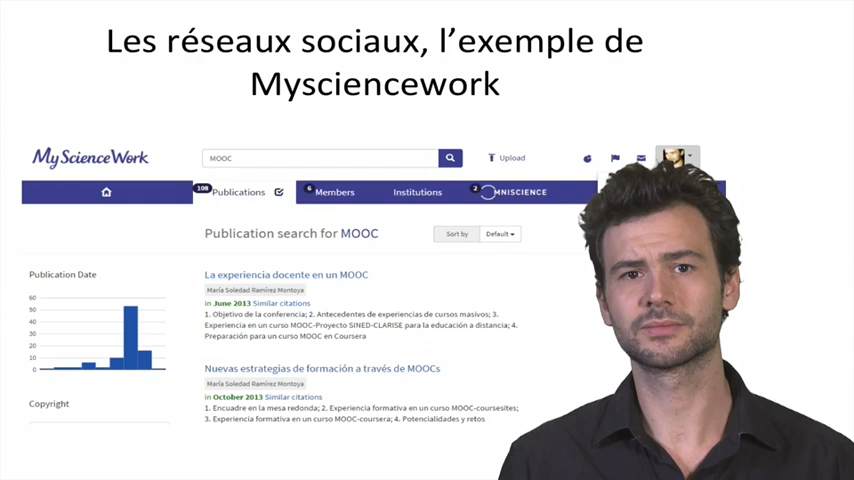 Les réseaux sociaux, l'exemple de
Mysciencework
MyScienceWork
MOOC
Upload
108 Publications
6 Members
Institutions
2 MNISCIENCE
Publication search for MOOC
Sort by
Default
Publication Date
60
50
40
30
20
10
0
Copyright
La experiencia docente en un MOOC
María Soledad Ramírez Montoya
in June 2013 Similar citations
1. Objetivo de la conferencia; 2. Antecedentes de experiencias de cursos masivos; 3.
Experiencia en un curso MOOC-Proyecto SINED-CLARISE para la educación a distancia; 4.
Preparación para un curso MOOC en Coursera
Nuevas estrategias de formación a través de MOOCs
María Soledad Ramírez Montoya
in October 2013 Similar citations
1. Encuadre en la mesa redonda; 2. Experiencia formativa en un curso MOOC-coursesites;
3. Experiencia formativa en un curso MOOC-coursera; 4. Potencialidades y retos